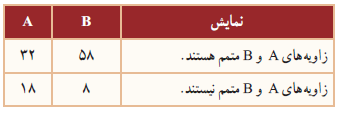 نمایش B A
زاویه‌های A و B متمم هستند. ۵۸ ۳۲
زاویه‌های A و B متمم نیستند. ۸ ۱۸